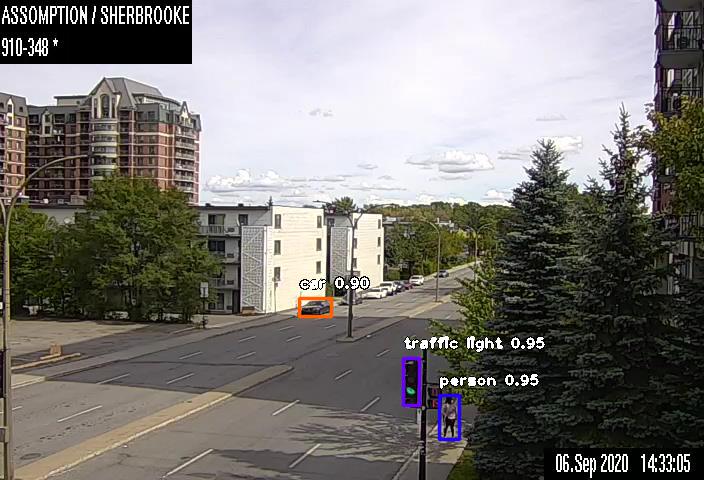 ASSOMPTION / SHERBROOKE
910-348 *
car 0.90
traffic light 0.95
person 0.95
06.Sep 2020 14:33:05